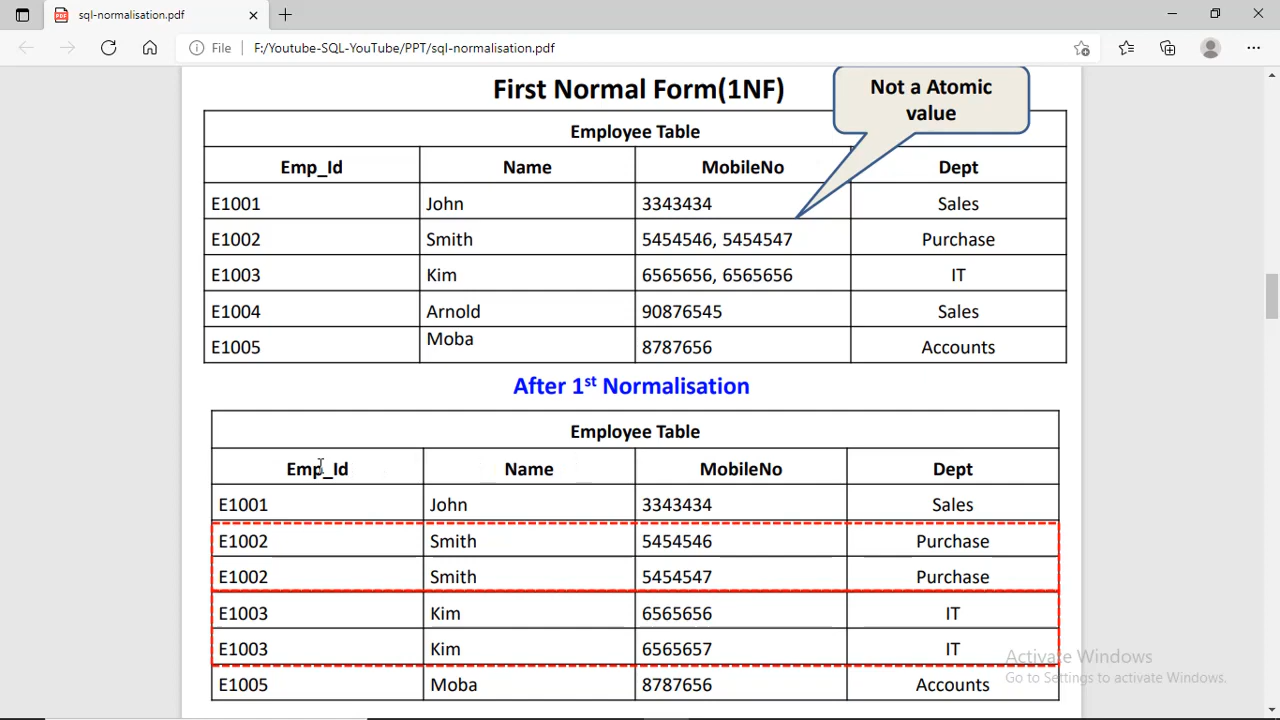 sql-normalisation.pdf
File F:/Youtube-SQL-YouTube/PPT/sql-normalisation.pdf
First Normal Form(1NF)
Not a Atomic
value
Employee Table
Emp_Id Name MobileNo Dept
E1001 John 3343434 Sales
E1002 Smith 5454546, 5454547 Purchase
E1003 Kim 6565656, 6565656 IT
E1004 Arnold 90876545 Sales
E1005 Moba 8787656 Accounts
After 1st Normalisation
Employee Table
Emp_Id Name MobileNo Dept
E1001 John 3343434 Sales
E1002 Smith 5454546 Purchase
E1002 Smith 5454547 Purchase
E1003 Kim 6565656 IT
E1003 Kim 6565657 IT
E1005 Moba 8787656 Accounts
Activate Windows
Go to Settings to activate Windows.